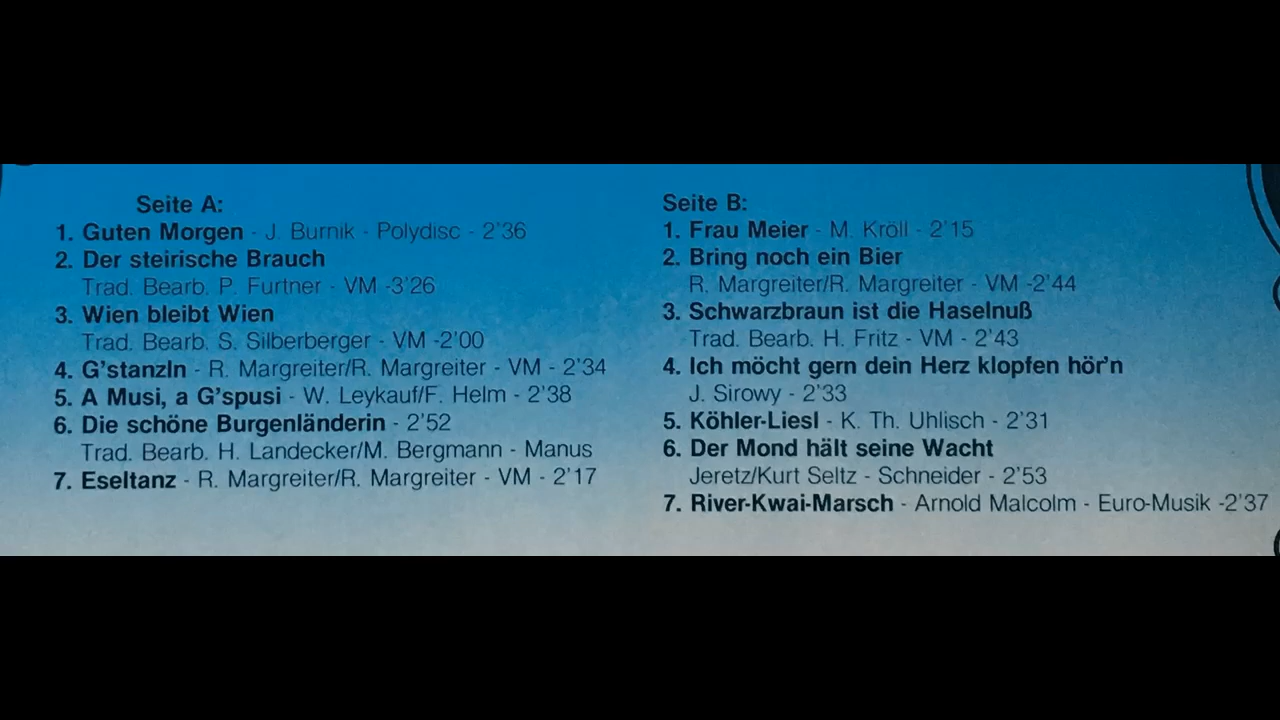 Seite A:
1. Guten Morgen - J. Burnik - Polydisc - 2'36
2. Der steirische Brauch
Trad. Bearb. P. Furtner - VM -3'26
3. Wien bleibt Wien
Trad. Bearb. S. Silberberger - VM -2'00
4. G'stanzln - R. Margreiter/R. Margreiter - VM - 2'34
5. A Musi, a G'spusi - W. Leykauf/F. Helm - 2'38
6. Die schöne Burgenländerin - 2'52
Trad. Bearb. H. Landecker/M. Bergmann - Manus
7. Eseltanz - R. Margreiter/R. Margreiter - VM - 2'17
Seite B:
1. Frau Meier - M. Kröll - 2'15
2. Bring noch ein Bier
R. Margreiter/R. Margreiter - VM -2'44
3. Schwarzbraun ist die Haselnuß
Trad. Bearb. H. Fritz - VM - 2'43
4. Ich möcht gern dein Herz klopfen hör'n
J. Sirowy - 2'33
5. Köhler-Liesl - K. Th. Uhlisch - 2'31
6. Der Mond hält seine Wacht
Jeretz/Kurt Seltz - Schneider - 2'53
7. River-Kwai-Marsch - Arnold Malcolm - Euro-Musik -2'37